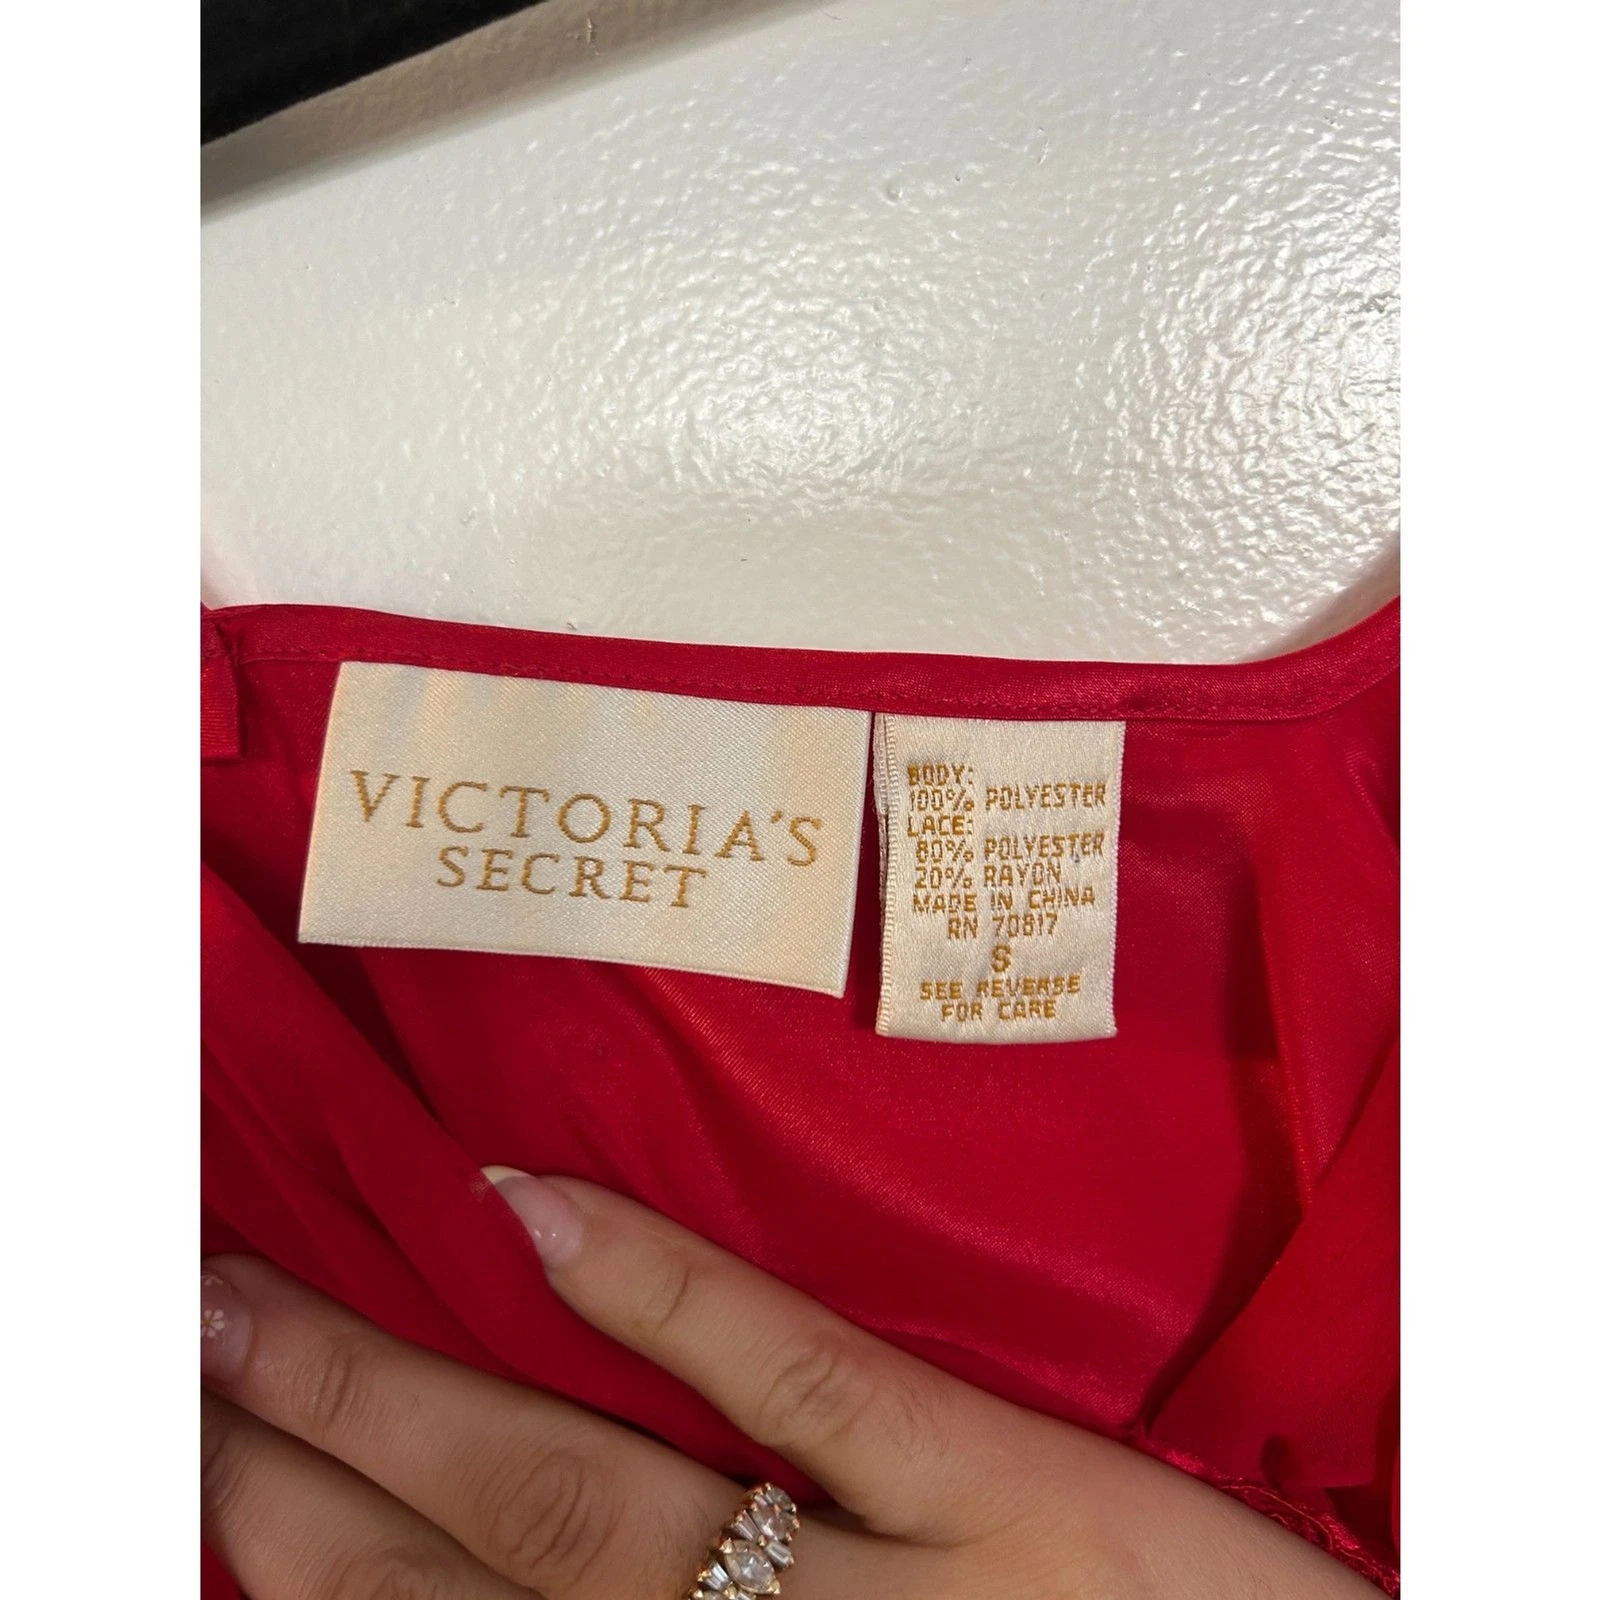 VICTORIA'S
SECRET
BODY:
100% POLYESTER
LACE:
80% POLYESTER
20% RAYON
MADE IN CHINA
RN 70817
S
SEE REVERSE
FOR CARE